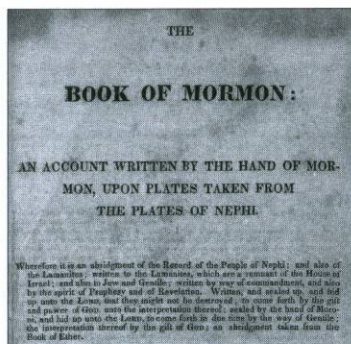 THE
BOOK OF MORMON:
AN ACCOUNT WRITTEN BY THE HAND OF MOR-
MON, UPON PLATES TAKEN FROM
THE PLATES OF NEPHI.
Wherefore it is an abridgment of the Record of the People of Nephi; and also of
the Lamanites; written to the Lamanites, which are a remnant of the House of
Israel; and also to Jew and Gentile; written by way of commandment, and also
by the spirit of Prophesy and of Revelation. Written, and sealed up, and hid
up unto the LORD, that they might not be destroyed; to come forth by the gift
and power of GOD, unto the interpretation thereof; sealed by the hand of Moro-
ni, and hid up unto the LORD, to come forth in due time by the way of Gentile;
the interpretation thereof by the gift of GOD; an abridgment taken from the
Book of Ether.